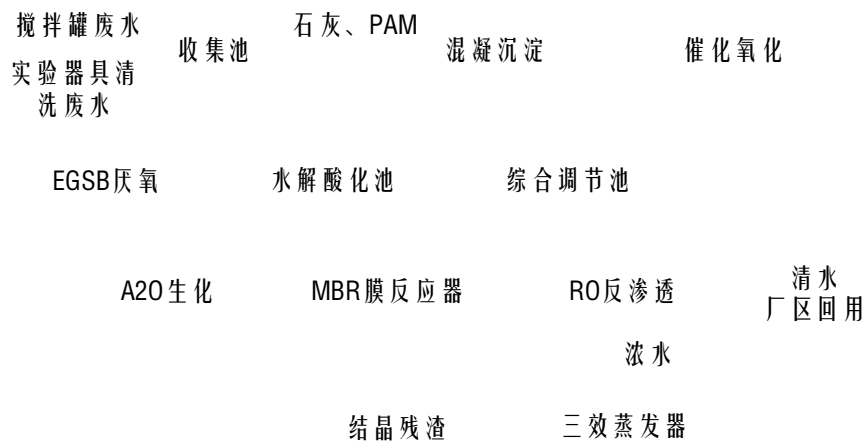 搅拌罐废水
实验器具清
洗废水
收集池
石灰、PAM
混凝沉淀
催化氧化
EGSB厌氧
水解酸化池
综合调节池
A2O生化
MBR膜反应器
RO反渗透
清水
厂区回用
浓水
结晶残渣
三效蒸发器